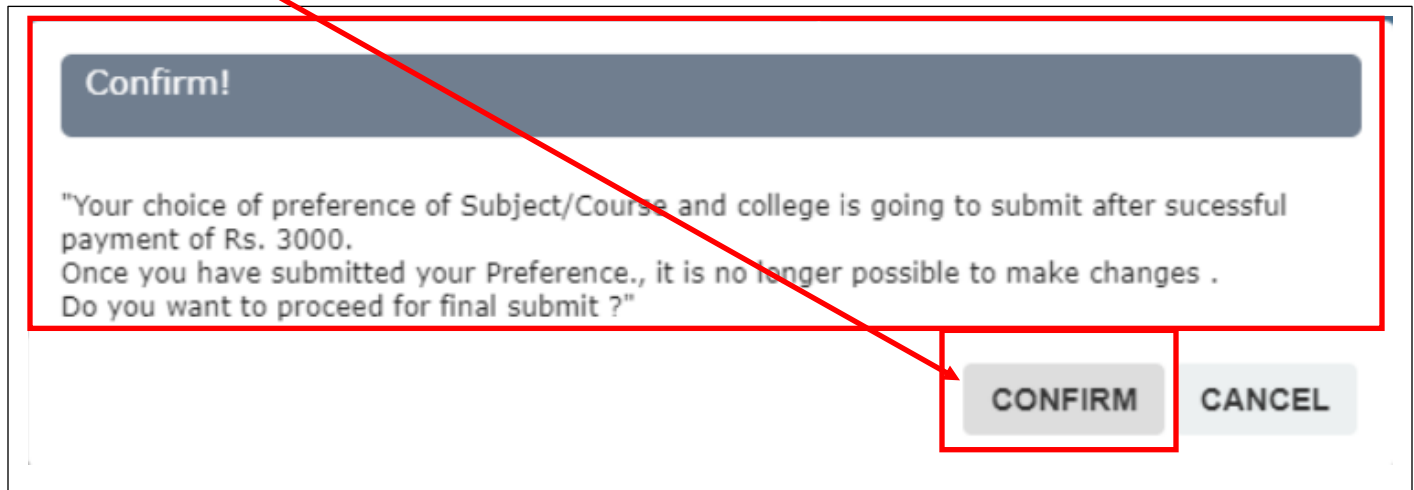 Confirm!
"Your choice of preference of Subject/Course and college is going to submit after sucessful
payment of Rs. 3000.
Once you have submitted your Preference., it is no longer possible to make changes .
Do you want to proceed for final submit ?"
CONFIRM CANCEL